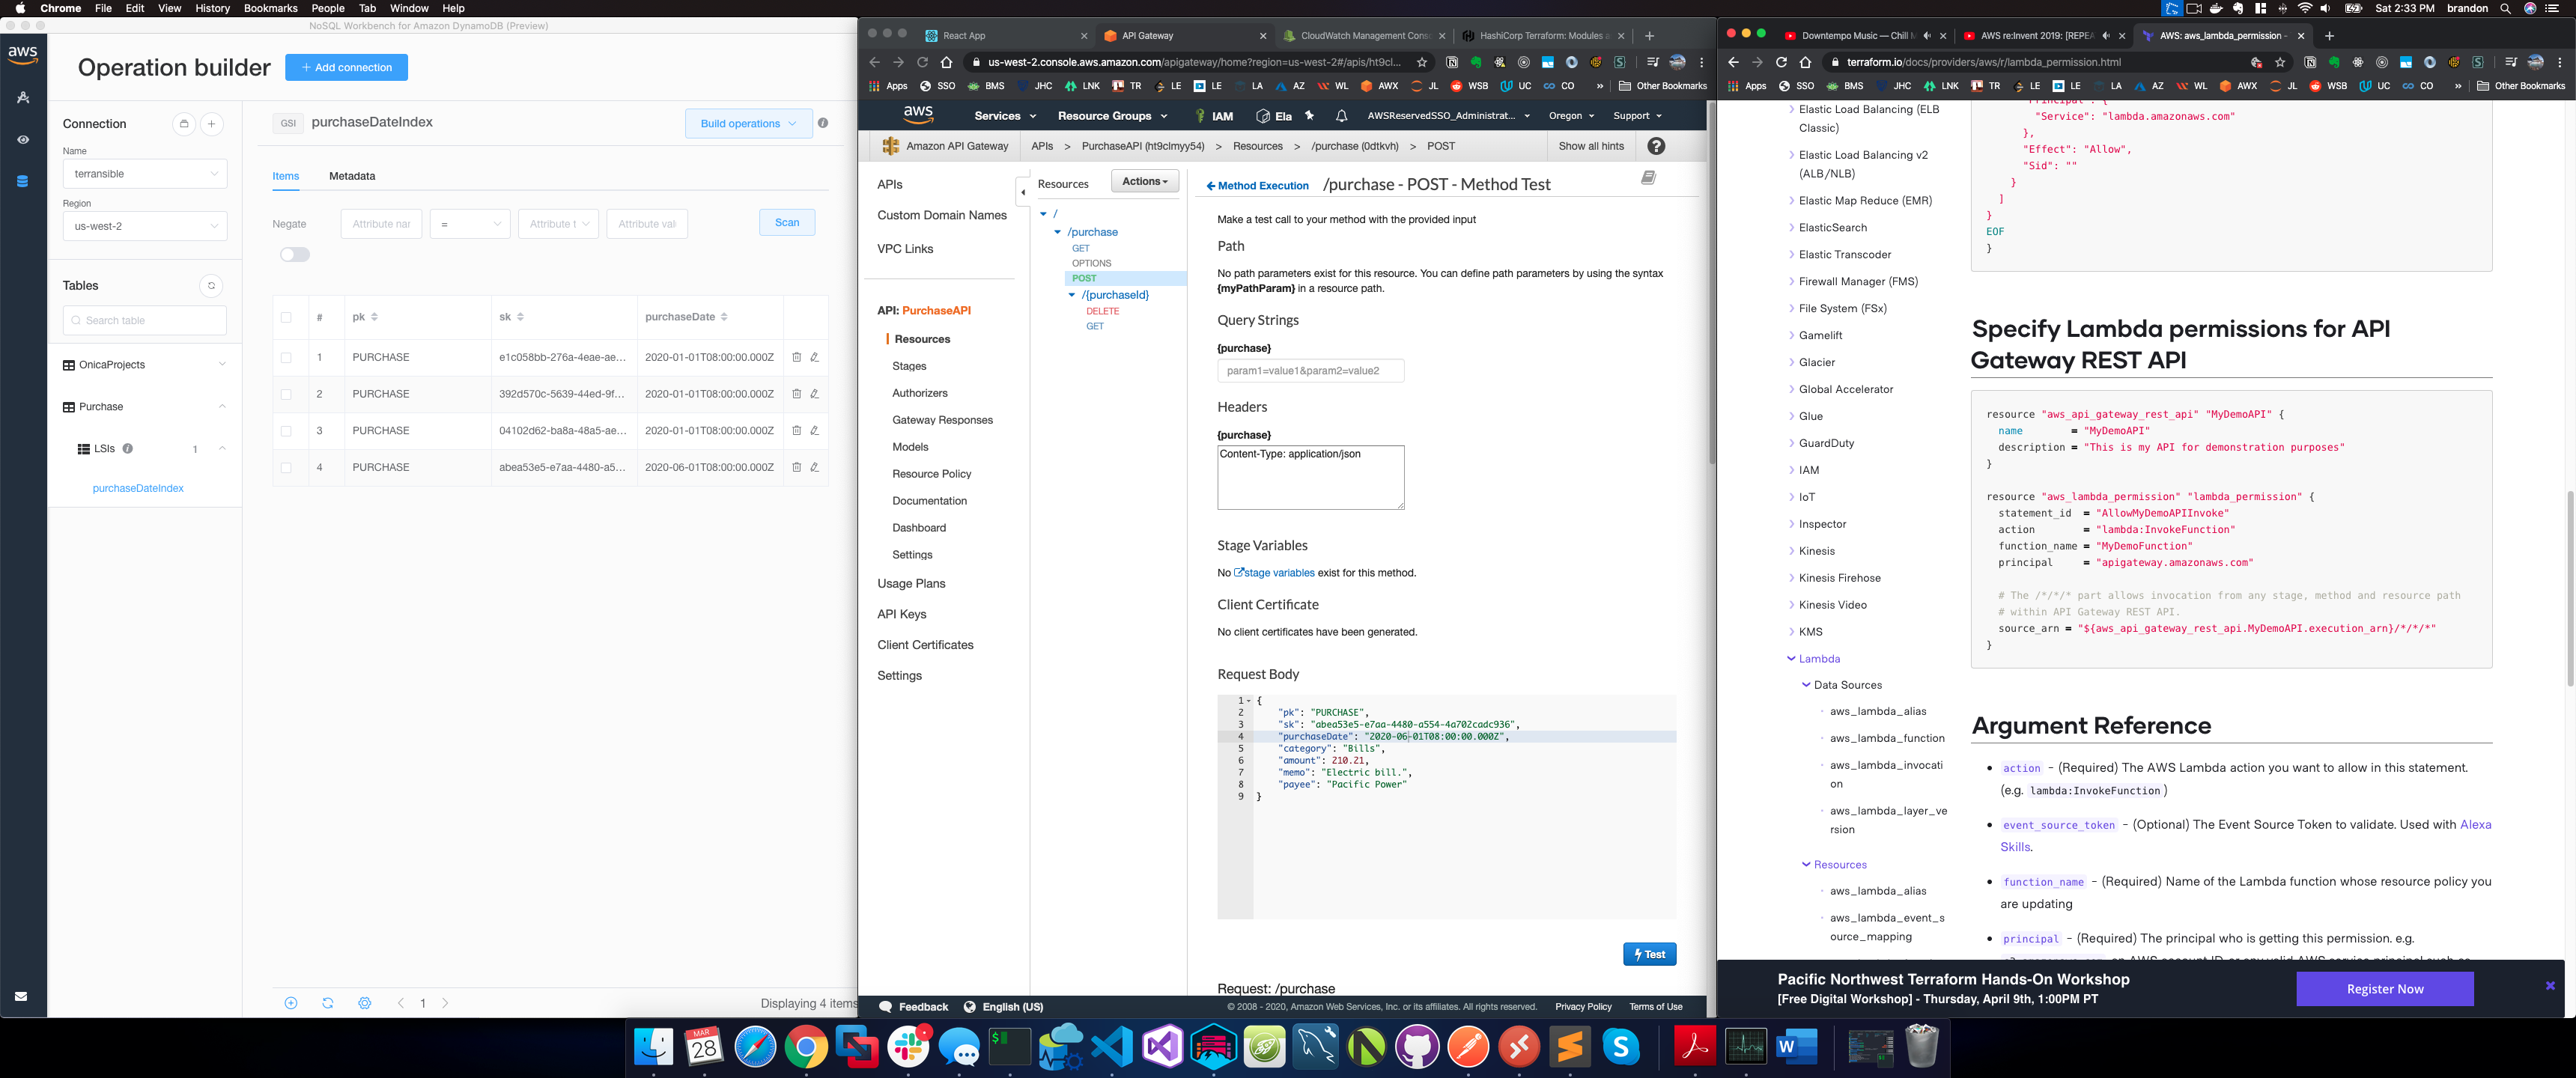 Chrome File Edit View History Bookmarks People Tab Window Help
Sat 2:33 PM brandon
NoSQL Workbench for Amazon DynamoDB (Preview)
aws
Operation builder
+ Add connection
Connection
Name
terransible
Region
us-west-2
Tables
Search table
OnicaProjects
Purchase
LSIs 1
purchaseDateIndex
GSI purchaseDateIndex
Build operations
Items Metadata
Negate Attribute nar = Attribute t Attribute val Scan
# pk sk purchaseDate
1 PURCHASE e1c058bb-276a-4eae-ae... 2020-01-01T08:00:00.000Z
2 PURCHASE 392d570c-5639-44ed-9f... 2020-01-01T08:00:00.000Z
3 PURCHASE 04102d62-ba8a-48a5-ae... 2020-01-01T08:00:00.000Z
4 PURCHASE abea53e5-e7aa-4480-a5... 2020-06-01T08:00:00.000Z
1
Displaying 4 items
React App
API Gateway
CloudWatch Management Cons
HashiCorp Terraform: Modules a
us-west-2.console.aws.amazon.com/apigateway/home?region=us-west-2#/apis/ht9cl...
Apps SSO BMS JHC LNK TR LE LE LA AZ WL AWX JL WSB UC CO » Other Bookmarks
aws Services Resource Groups IAM Ela AWSReservedSSO_Administrat... Oregon Support
Amazon API Gateway APIs > PurchaseAPI (ht9clmyy54) > Resources > /purchase (0dtkvh) > POST Show all hints ?
APIs
Custom Domain Names
VPC Links
API: PurchaseAPI
Resources
Stages
Authorizers
Gateway Responses
Models
Resource Policy
Documentation
Dashboard
Settings
Usage Plans
API Keys
Client Certificates
Settings
Resources Actions
/
/purchase
GET
OPTIONS
POST
/{purchaseId}
DELETE
GET
Method Execution /purchase - POST - Method Test
Make a test call to your method with the provided input
Path
No path parameters exist for this resource. You can define path parameters by using the syntax
{myPathParam} in a resource path.
Query Strings
{purchase}
param1=value1&param2=value2
Headers
{purchase}
Content-Type: application/json
Stage Variables
No stage variables exist for this method.
Client Certificate
No client certificates have been generated.
Request Body
1 {
2 "pk": "PURCHASE",
3 "sk": "abea53e5-e7aa-4480-a554-4a702cadc936",
4 "purchaseDate": "2020-06-01T08:00:00.000Z",
5 "category": "Bills",
6 "amount": 210.21,
7 "memo": "Electric bill.",
8 "payee": "Pacific Power"
9 }
Test
Request: /purchase
Feedback English (US)
© 2008 - 2020, Amazon Web Services, Inc. or its affiliates. All rights reserved. Privacy Policy Terms of Use
Downtempo Music — Chill M
AWS re:Invent 2019: [REPEA
AWS: aws_lambda_permission -
terraform.io/docs/providers/aws/r/lambda_permission.html
Apps SSO BMS JHC LNK TR LE LE LA AZ WL AWX JL WSB UC CO » Other Bookmarks
Elastic Load Balancing (ELB
Classic)
Elastic Load Balancing v2
(ALB/NLB)
Elastic Map Reduce (EMR)
ElasticSearch
Elastic Transcoder
Firewall Manager (FMS)
File System (FSx)
Gamelift
Glacier
Global Accelerator
Glue
GuardDuty
IAM
IoT
Inspector
Kinesis
Kinesis Firehose
Kinesis Video
KMS
Lambda
Data Sources
aws_lambda_alias
aws_lambda_function
aws_lambda_invocati
on
aws_lambda_layer_ve
rsion
Resources
aws_lambda_alias
aws_lambda_event_s
ource_mapping
"Principal": {
"Service": "lambda.amazonaws.com"
},
"Effect": "Allow",
"Sid": ""
}
]
}
EOF
}
Specify Lambda permissions for API
Gateway REST API
resource "aws_api_gateway_rest_api" "MyDemoAPI" {
name = "MyDemoAPI"
description = "This is my API for demonstration purposes"
}
resource "aws_lambda_permission" "lambda_permission" {
statement_id = "AllowMyDemoAPIInvoke"
action = "lambda:InvokeFunction"
function_name = "MyDemoFunction"
principal = "apigateway.amazonaws.com"
# The /*/*/* part allows invocation from any stage, method and resource path
# within API Gateway REST API.
source_arn = "${aws_api_gateway_rest_api.MyDemoAPI.execution_arn}/*/*/*"
}
Argument Reference
action - (Required) The AWS Lambda action you want to allow in this statement.
(e.g. lambda:InvokeFunction )
event_source_token - (Optional) The Event Source Token to validate. Used with Alexa
Skills.
function_name - (Required) Name of the Lambda function whose resource policy you
are updating
principal - (Required) The principal who is getting this permission. e.g.
Pacific Northwest Terraform Hands-On Workshop
[Free Digital Workshop] - Thursday, April 9th, 1:00PM PT
Register Now
MAR
28